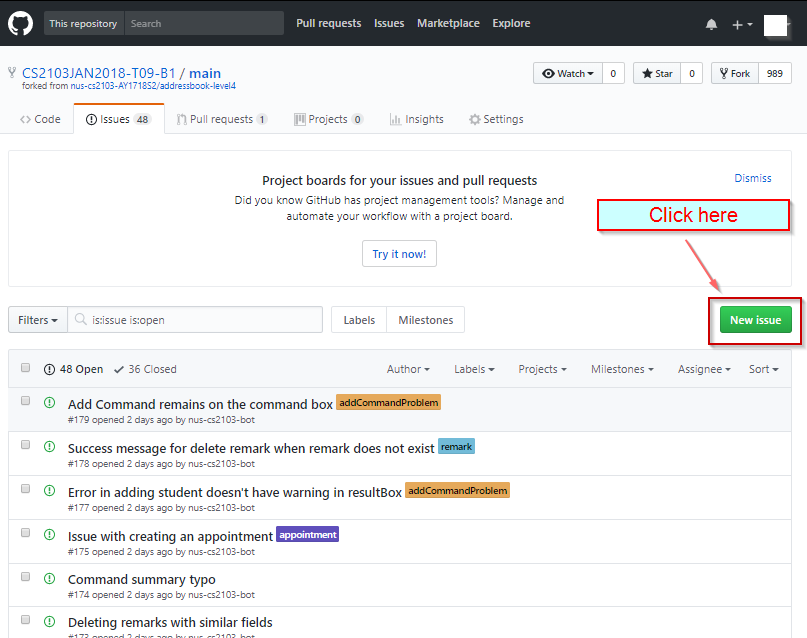 This repository Search Pull requests Issues Marketplace Explore
CS2103JAN2018-T09-B1 / main
forked from nus-cs2103-AY1718S2/addressbook-level4
Watch 0 Star 0 Fork 989
Code Issues 48 Pull requests 1 Projects 0 Insights Settings
Project boards for your issues and pull requests
Dismiss
Did you know GitHub has project management tools? Manage and
automate your workflow with a project board.
Click here
Try it now!
Filters is:issue is:open Labels Milestones New issue
48 Open 36 Closed Author Labels Projects Milestones Assignee Sort
Add Command remains on the command box addCommandProblem
#179 opened 2 days ago by nus-cs2103-bot
Success message for delete remark when remark does not exist remark
#178 opened 2 days ago by nus-cs2103-bot
Error in adding student doesn't have warning in resultBox addCommandProblem
#177 opened 2 days ago by nus-cs2103-bot
Issue with creating an appointment appointment
#175 opened 2 days ago by nus-cs2103-bot
Command summary typo
#174 opened 2 days ago by nus-cs2103-bot
Deleting remarks with similar fields
#173 opened 2 days ago by nus-cs2103-bot